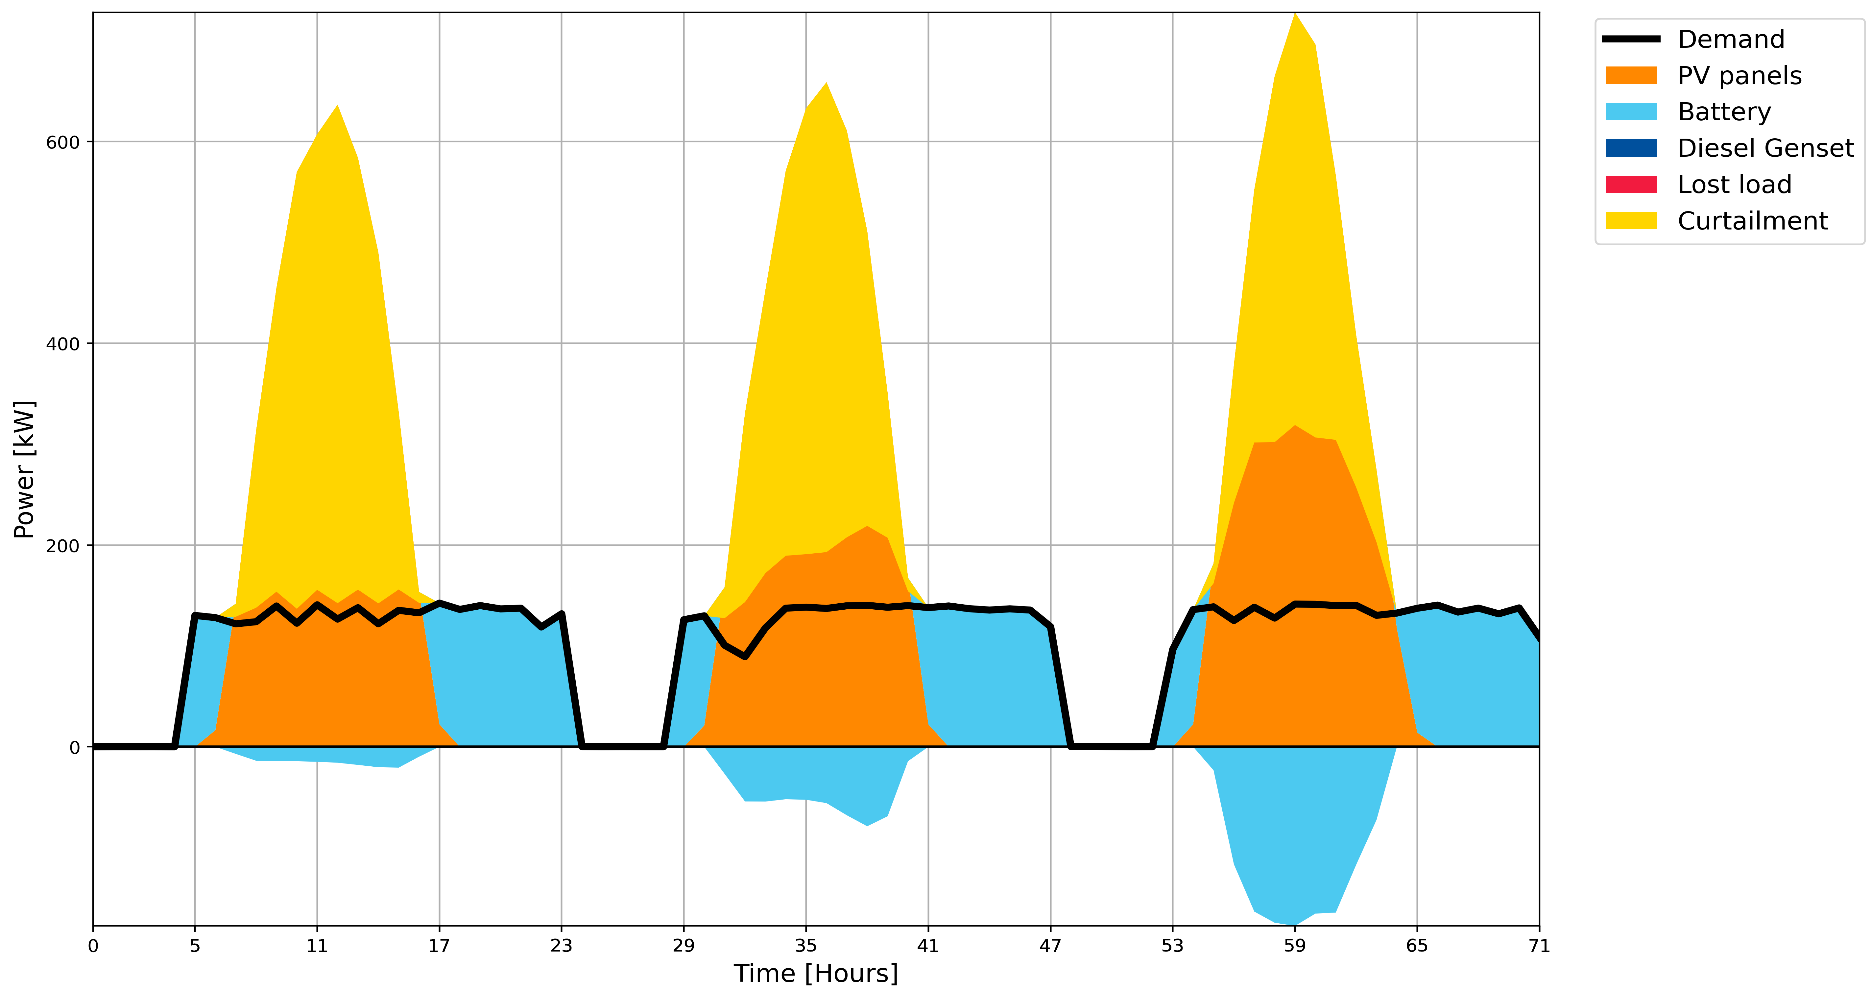 Demand
PV panels
Battery
Diesel Genset
Lost load
Curtailment
600
400
200
0
Power [kW]
0 5 11 17 23 29 35 41 47 53 59 65 71
Time [Hours]